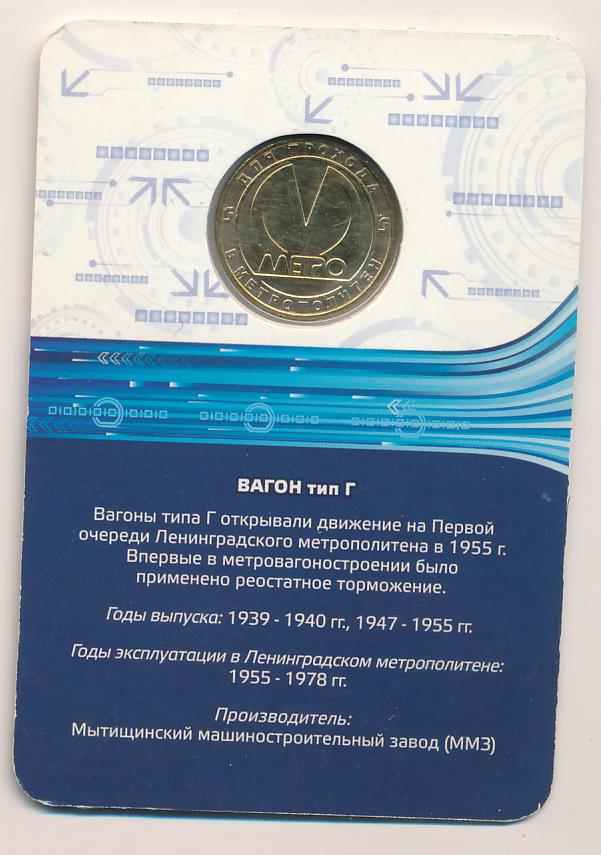 ДЛЯ ПРОХОДА
МЕТРО
В МЕТРОПОЛИТЕН
ВАГОН тип Г
Вагоны типа Г открывали движение на Первой
очереди Ленинградского метрополитена в 1955 г.
Впервые в метровагоностроении было
применено реостатное торможение.
Годы выпуска: 1939 - 1940 гг., 1947 - 1955 гг.
Годы эксплуатации в Ленинградском метрополитене:
1955 - 1978 гг.
Производитель:
Мытищинский машиностроительный завод (ММЗ)